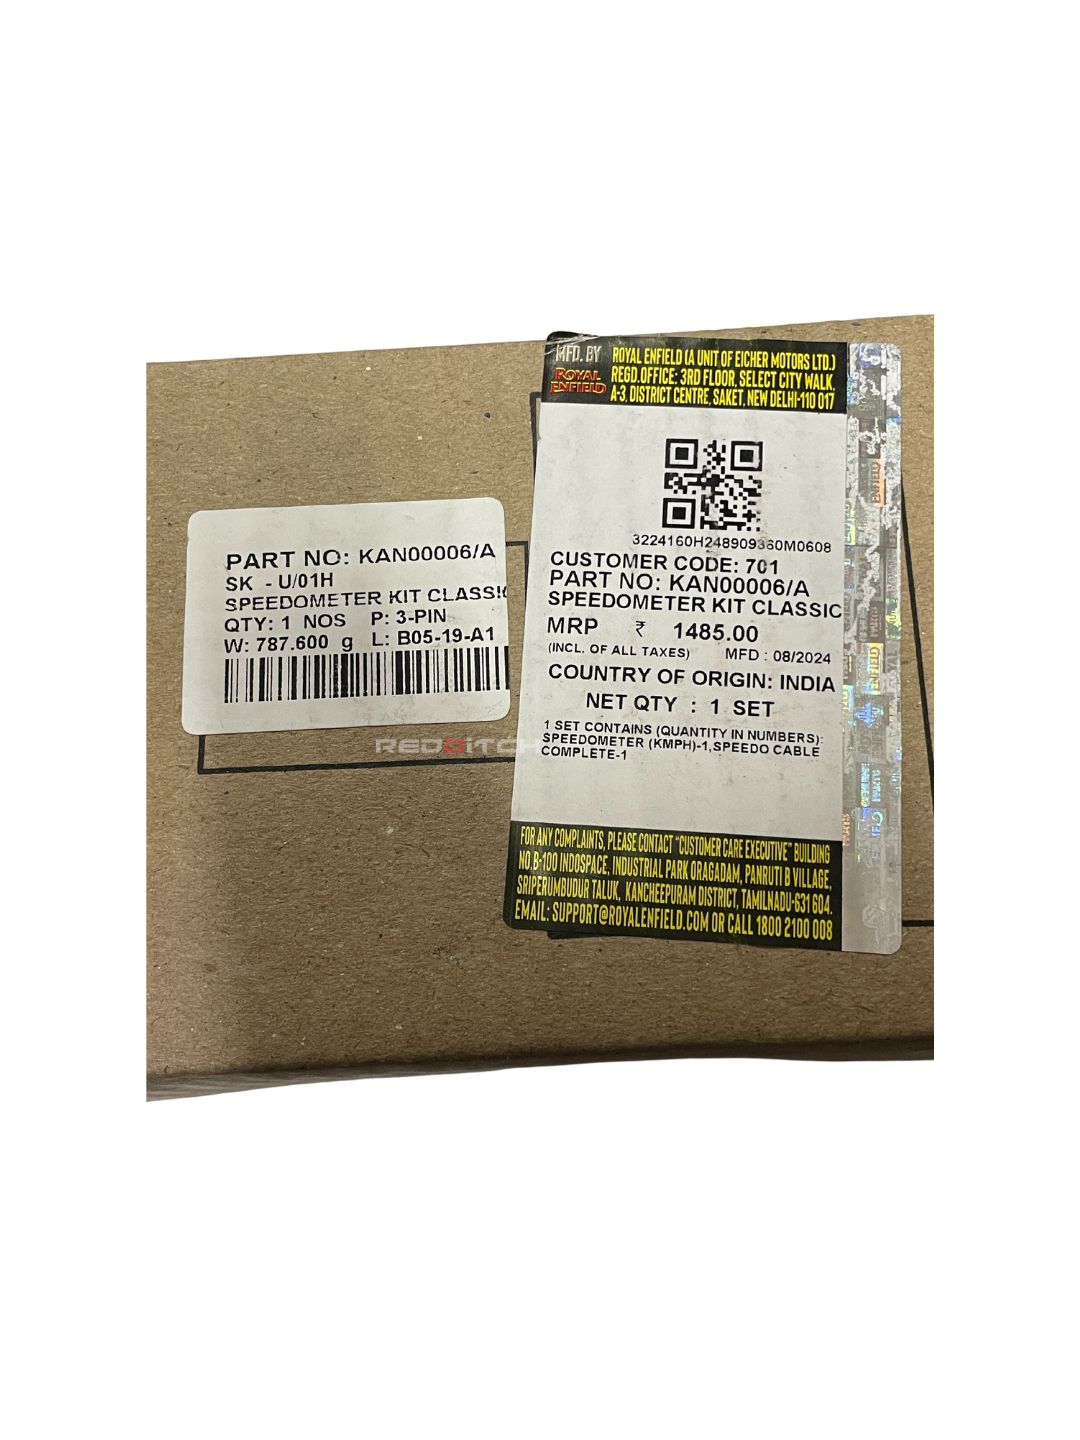 PART NO: KAN00006/A
SK - U/01H
SPEEDOMETER KIT CLASSIC
QTY: 1 NOS P: 3-PIN
W: 787.600 g L: B05-19-A1
MFD. BY
ROYAL
ENFIELD
ROYAL ENFIELD (A UNIT OF EICHER MOTORS LTD.)
REGD.OFFICE: 3RD FLOOR, SELECT CITY WALK,
A-3, DISTRICT CENTRE, SAKET, NEW DELHI-110 017
3224160H248909360M0608
CUSTOMER CODE: 701
PART NO: KAN00006/A
SPEEDOMETER KIT CLASSIC
MRP ₹ 1485.00
(INCL. OF ALL TAXES) MFD : 08/2024
COUNTRY OF ORIGIN: INDIA
NET QTY : 1 SET
1 SET CONTAINS (QUANTITY IN NUMBERS):
SPEEDOMETER (KMPH)-1,SPEEDO CABLE
COMPLETE-1
FOR ANY COMPLAINTS, PLEASE CONTACT "CUSTOMER CARE EXECUTIVE" BUILDING
NO.B-100 INDOSPACE, INDUSTRIAL PARK ORAGADAM, PANRUTI B VILLAGE,
SRIPERUMBUDUR TALUK, KANCHEEPURAM DISTRICT, TAMILNADU-631 604.
EMAIL: SUPPORT@ROYALENFIELD.COM OR CALL 1800 2100 008
REDGITCH